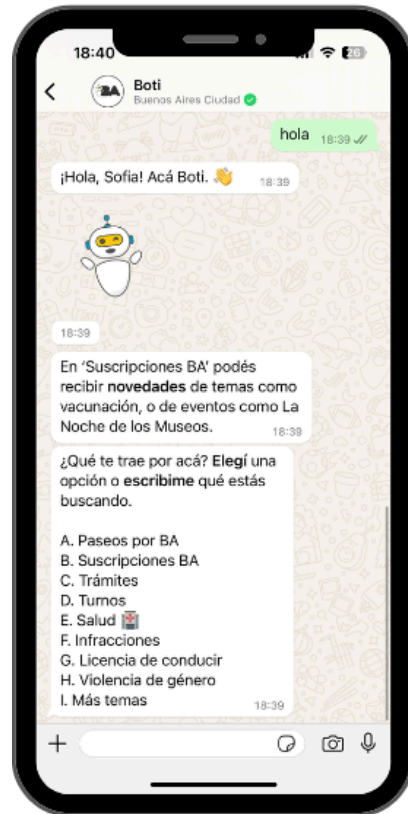 18:40
26
BA
Boti
Buenos Aires Ciudad
hola 18:39
¡Hola, Sofia! Acá Boti. 👋 18:39
18:39
En ‘Suscripciones BA’ podés
recibir novedades de temas como
vacunación, o de eventos como La
Noche de los Museos. 18:39
¿Qué te trae por acá? Elegí una
opción o escribime qué estás
buscando.
A. Paseos por BA
B. Suscripciones BA
C. Trámites
D. Turnos
E. Salud 🏥
F. Infracciones
G. Licencia de conducir
H. Violencia de género
I. Más temas 18:39